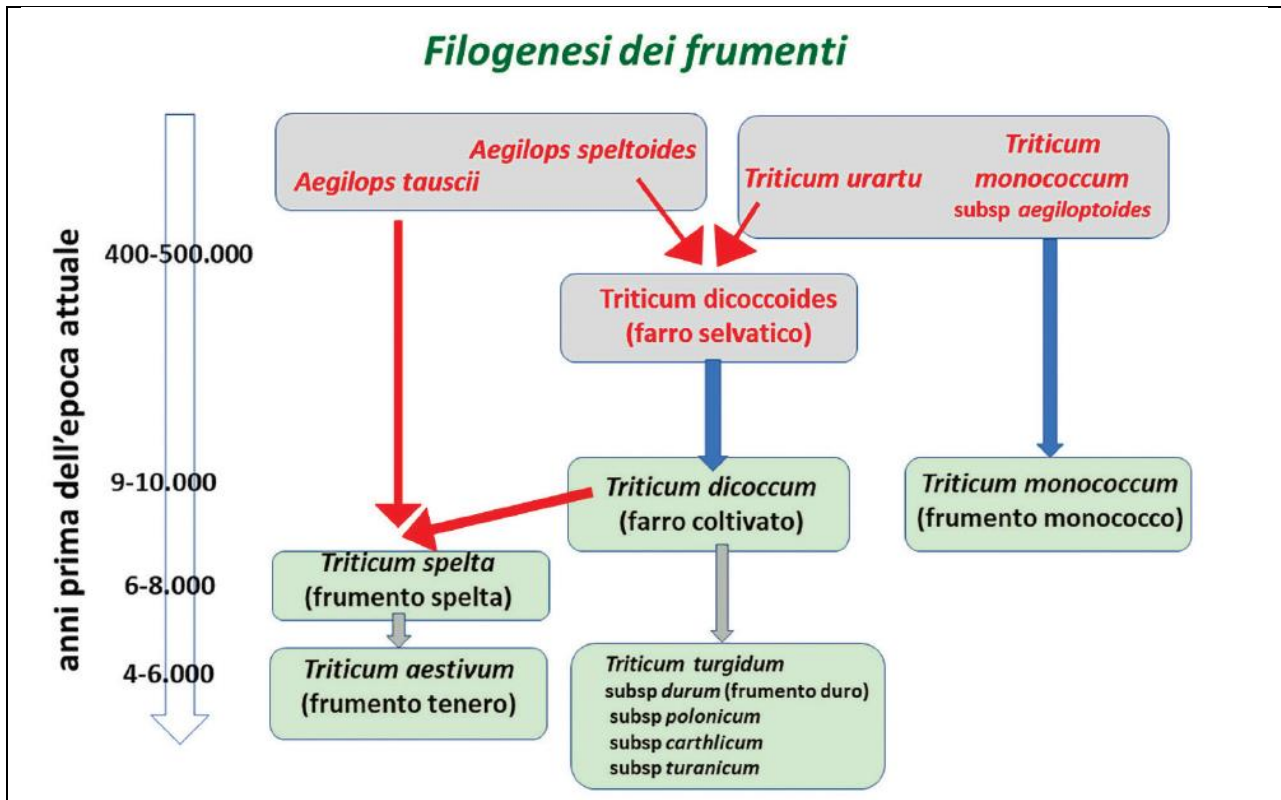 Filogenesi dei frumenti
anni prima dell'epoca attuale
400-500.000
9-10.000
6-8.000
4-6.000
Aegilops speltoides
Aegilops tauscii
Triticum urartu
Triticum
monococcum
subsp aegiloptoides
Triticum dicoccoides
(farro selvatico)
Triticum dicoccum
(farro coltivato)
Triticum monococcum
(frumento monococco)
Triticum spelta
(frumento spelta)
Triticum aestivum
(frumento tenero)
Triticum turgidum
subsp durum (frumento duro)
subsp polonicum
subsp carthlicum
subsp turanicum